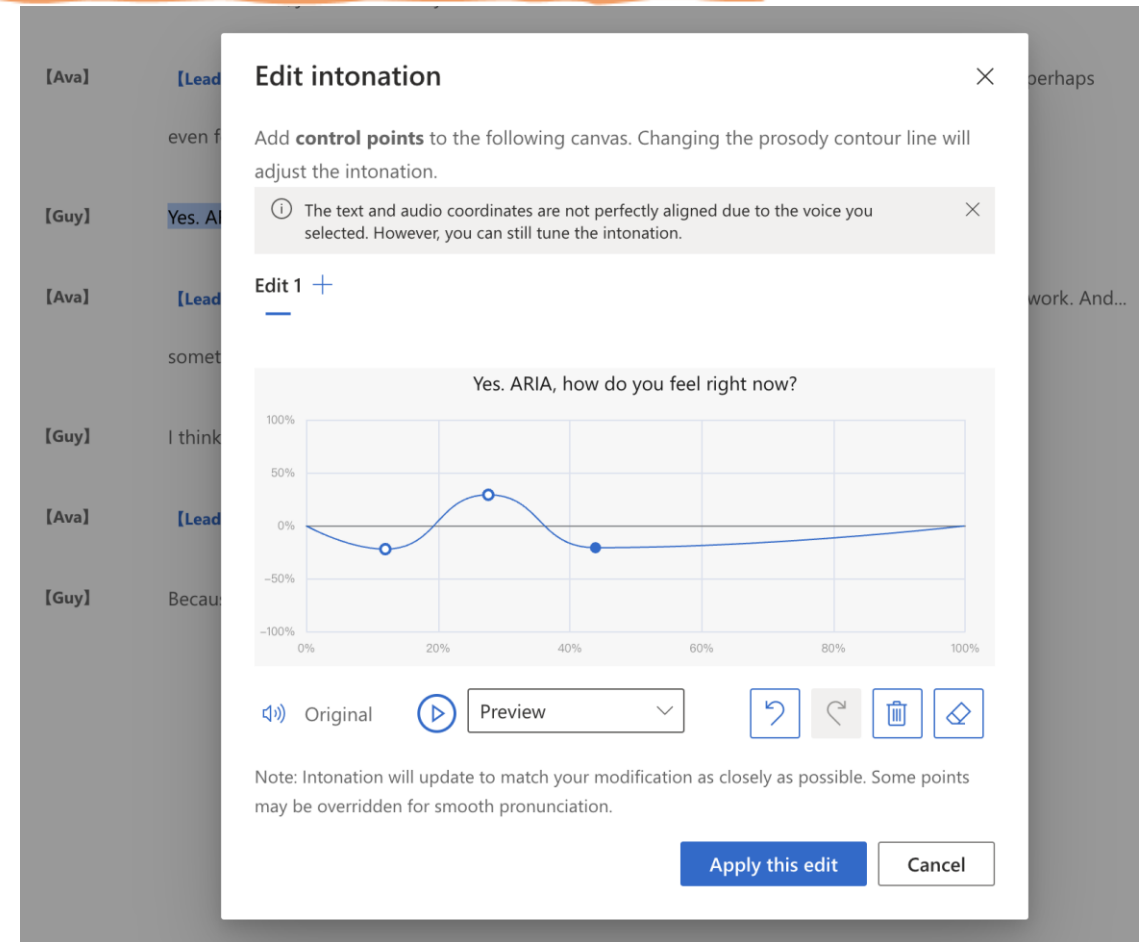 Edit intonation
Add control points to the following canvas. Changing the prosody contour line will
adjust the intonation.
The text and audio coordinates are not perfectly aligned due to the voice you
selected. However, you can still tune the intonation.
Edit 1
Yes. ARIA, how do you feel right now?
100%
50%
0%
-50%
-100%
0% 20% 40% 60% 80% 100%
Original
Preview
Note: Intonation will update to match your modification as closely as possible. Some points
may be overridden for smooth pronunciation.
Apply this edit
Cancel
【Ava】 【Lead perhaps
even f
【Guy】 Yes. A
【Ava】 【Lead work. And...
somet
【Guy】 I think
【Ava】 【Lead
【Guy】 Becau